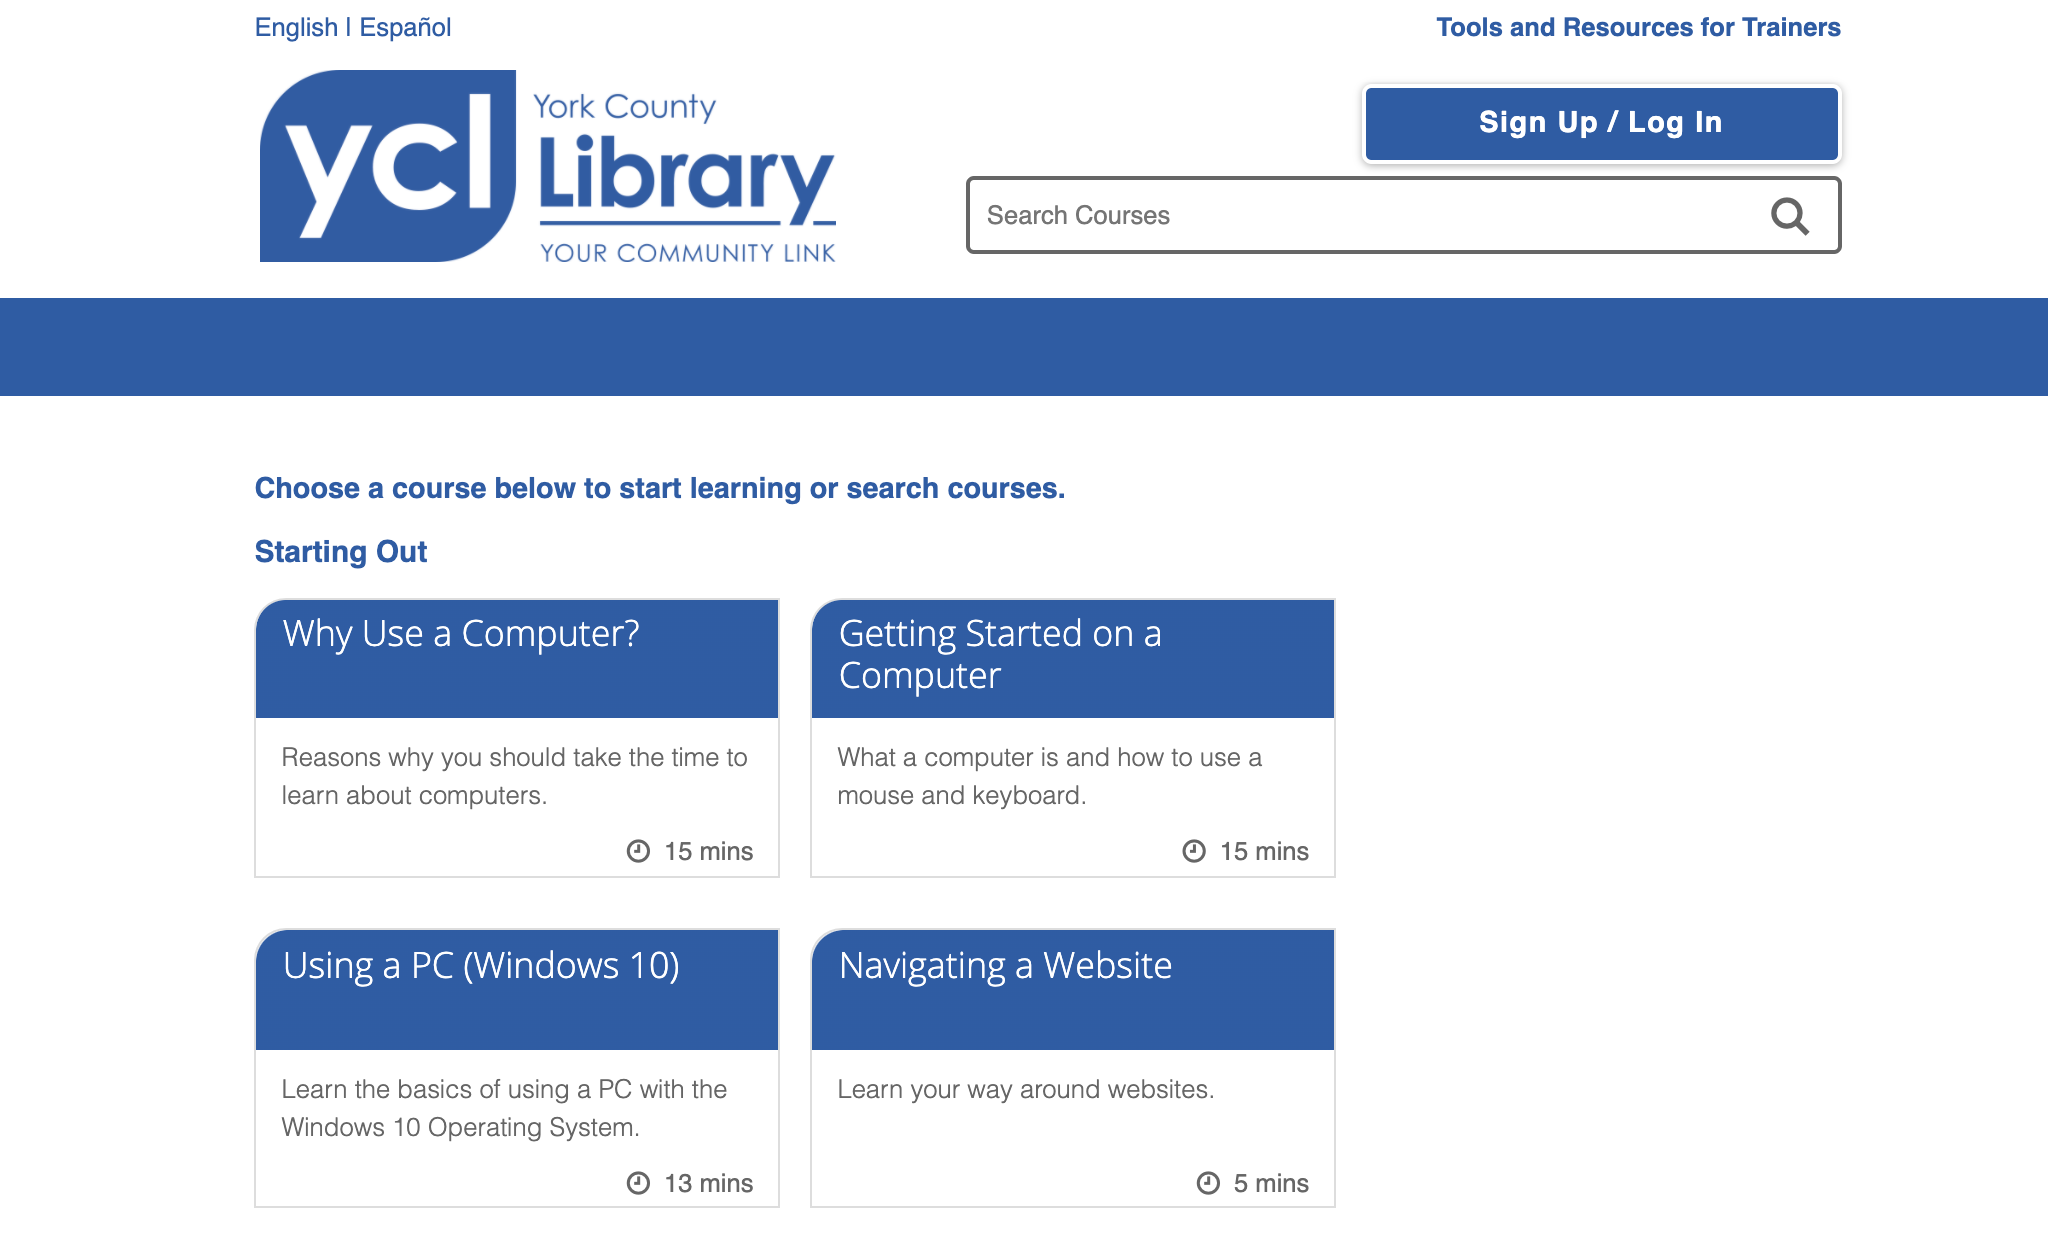 English | Español
Tools and Resources for Trainers
ycl
York County
Library
YOUR COMMUNITY LINK
Sign Up / Log In
Search Courses
Choose a course below to start learning or search courses.
Starting Out
Why Use a Computer?
Reasons why you should take the time to
learn about computers.
15 mins
Getting Started on a
Computer
What a computer is and how to use a
mouse and keyboard.
15 mins
Using a PC (Windows 10)
Learn the basics of using a PC with the
Windows 10 Operating System.
13 mins
Navigating a Website
Learn your way around websites.
5 mins